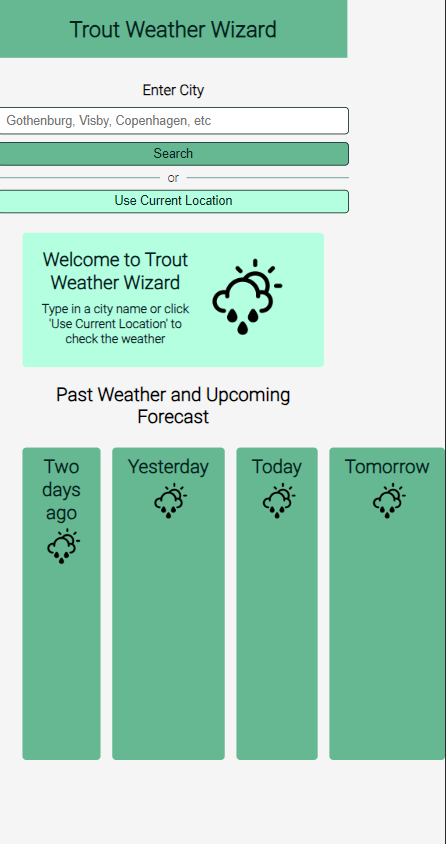 Trout Weather Wizard
Enter City
Gothenburg, Visby, Copenhagen, etc
Search
or
Use Current Location
Welcome to Trout
Weather Wizard
Type in a city name or click
'Use Current Location' to
check the weather
Past Weather and Upcoming
Forecast
Two
days
ago
Yesterday
Today
Tomorrow